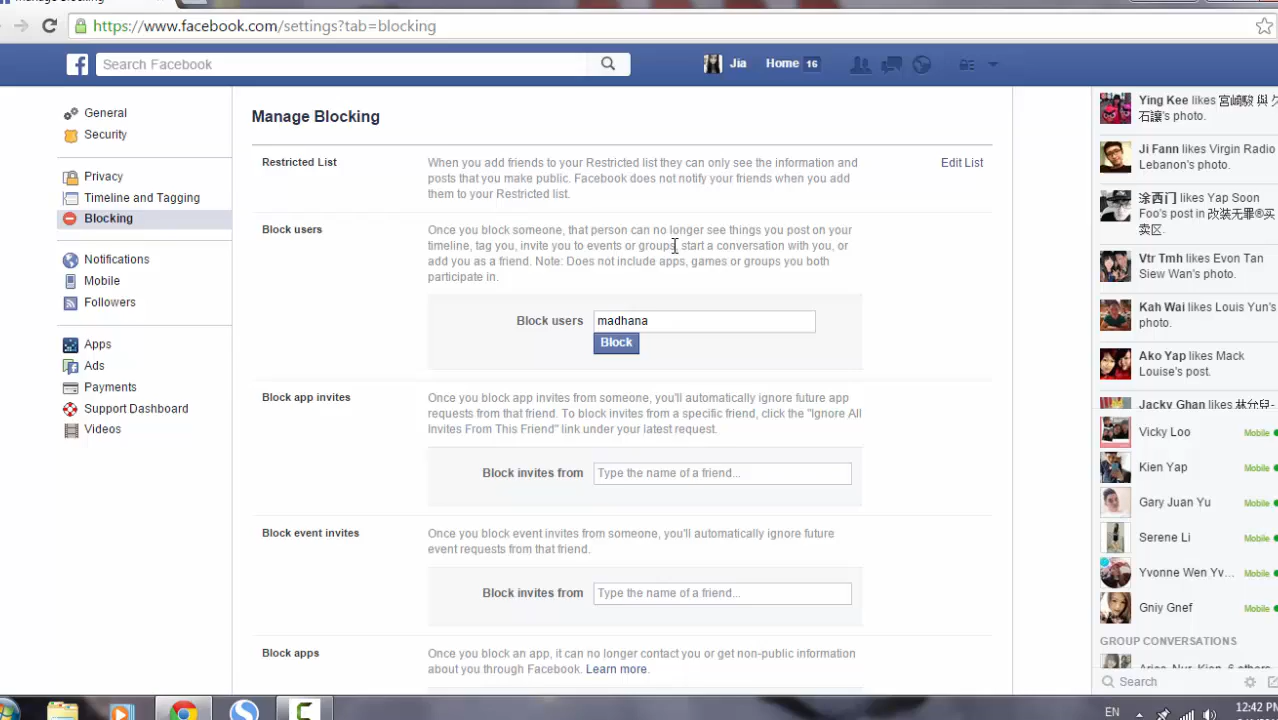 https://www.facebook.com/settings?tab=blocking
f
Search Facebook
Jia
Home 16
General
Security
Privacy
Timeline and Tagging
Blocking
Notifications
Mobile
Followers
Apps
Ads
Payments
Support Dashboard
Videos
Manage Blocking
Restricted List
When you add friends to your Restricted list they can only see the information and
posts that you make public. Facebook does not notify your friends when you add
them to your Restricted list.
Edit List
Block users
Once you block someone, that person can no longer see things you post on your
timeline, tag you, invite you to events or groups, start a conversation with you, or
add you as a friend. Note: Does not include apps, games or groups you both
participate in.
Block users
madhana
Block
Block app invites
Once you block app invites from someone, you'll automatically ignore future app
requests from that friend. To block invites from a specific friend, click the "Ignore All
Invites From This Friend" link under your latest request.
Block invites from
Type the name of a friend...
Block event invites
Once you block event invites from someone, you'll automatically ignore future
event requests from that friend.
Block invites from
Type the name of a friend...
Block apps
Once you block an app, it can no longer contact you or get non-public information
about you through Facebook. Learn more.
Ying Kee likes 宮崎駿 與 久
石讓's photo.
Ji Fann likes Virgin Radio
Lebanon's photo.
涂西门 likes Yap Soon
Foo's post in 改装无罪®买
卖区.
Vtr Tmh likes Evon Tan
Siew Wan's photo.
Kah Wai likes Louis Yun's
photo.
Ako Yap likes Mack
Louise's post.
Jacky Ghan likes
Vicky Loo Mobile
Kien Yap Mobile
Gary Juan Yu Mobile
Serene Li Mobile
Yvonne Wen Yv... Mobile
Gniy Gnef Mobile
GROUP CONVERSATIONS
Search
EN
12:42 PM